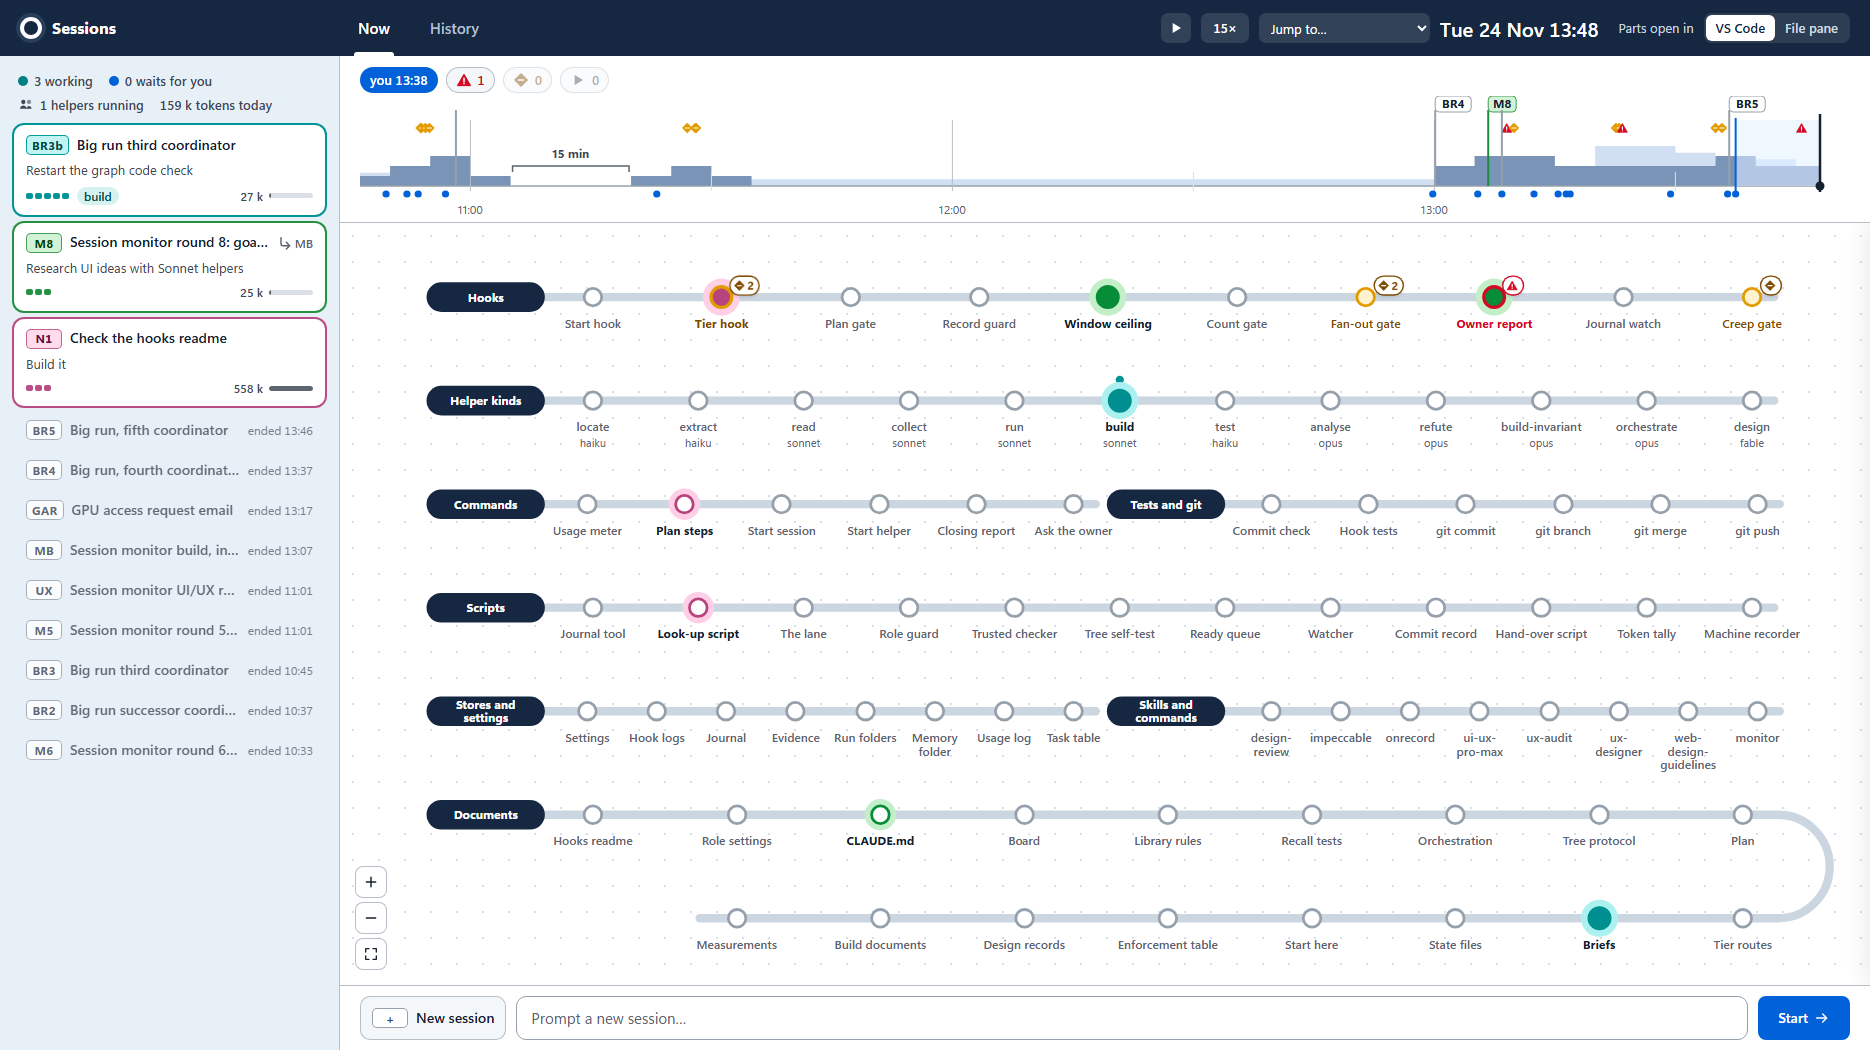 Sessions
Now
History
15×
Jump to...
Tue 24 Nov 13:48
Parts open in
VS Code
File pane
3 working
0 waits for you
1 helpers running
159 k tokens today
BR3b
Big run third coordinator
Restart the graph code check
build
27 k
M8
Session monitor round 8: goa...
MB
Research UI ideas with Sonnet helpers
25 k
N1
Check the hooks readme
Build it
558 k
BR5
Big run, fifth coordinator
ended 13:46
BR4
Big run, fourth coordinat...
ended 13:37
GAR
GPU access request email
ended 13:17
MB
Session monitor build, in...
ended 13:07
UX
Session monitor UI/UX r...
ended 11:01
M5
Session monitor round 5...
ended 11:01
BR3
Big run third coordinator
ended 10:45
BR2
Big run successor coordi...
ended 10:37
M6
Session monitor round 6...
ended 10:33
you 13:38
1
0
0
BR4
M8
BR5
15 min
11:00
12:00
13:00
Hooks
2
2
Start hook
Tier hook
Plan gate
Record guard
Window ceiling
Count gate
Fan-out gate
Owner report
Journal watch
Creep gate
Helper kinds
locate
haiku
extract
haiku
read
sonnet
collect
sonnet
run
sonnet
build
sonnet
test
haiku
analyse
opus
refute
opus
build-invariant
opus
orchestrate
opus
design
fable
Commands
Usage meter
Plan steps
Start session
Start helper
Closing report
Ask the owner
Tests and git
Commit check
Hook tests
git commit
git branch
git merge
git push
Scripts
Journal tool
Look-up script
The lane
Role guard
Trusted checker
Tree self-test
Ready queue
Watcher
Commit record
Hand-over script
Token tally
Machine recorder
Stores and
settings
Settings
Hook logs
Journal
Evidence
Run folders
Memory
folder
Usage log
Task table
Skills and
commands
design-
review
impeccable
onrecord
ui-ux-
pro-max
ux-audit
ux-
designer
web-
design-
guidelines
monitor
Documents
Hooks readme
Role settings
CLAUDE.md
Board
Library rules
Recall tests
Orchestration
Tree protocol
Plan
Measurements
Build documents
Design records
Enforcement table
Start here
State files
Briefs
Tier routes
+
−
+
New session
Prompt a new session...
Start →